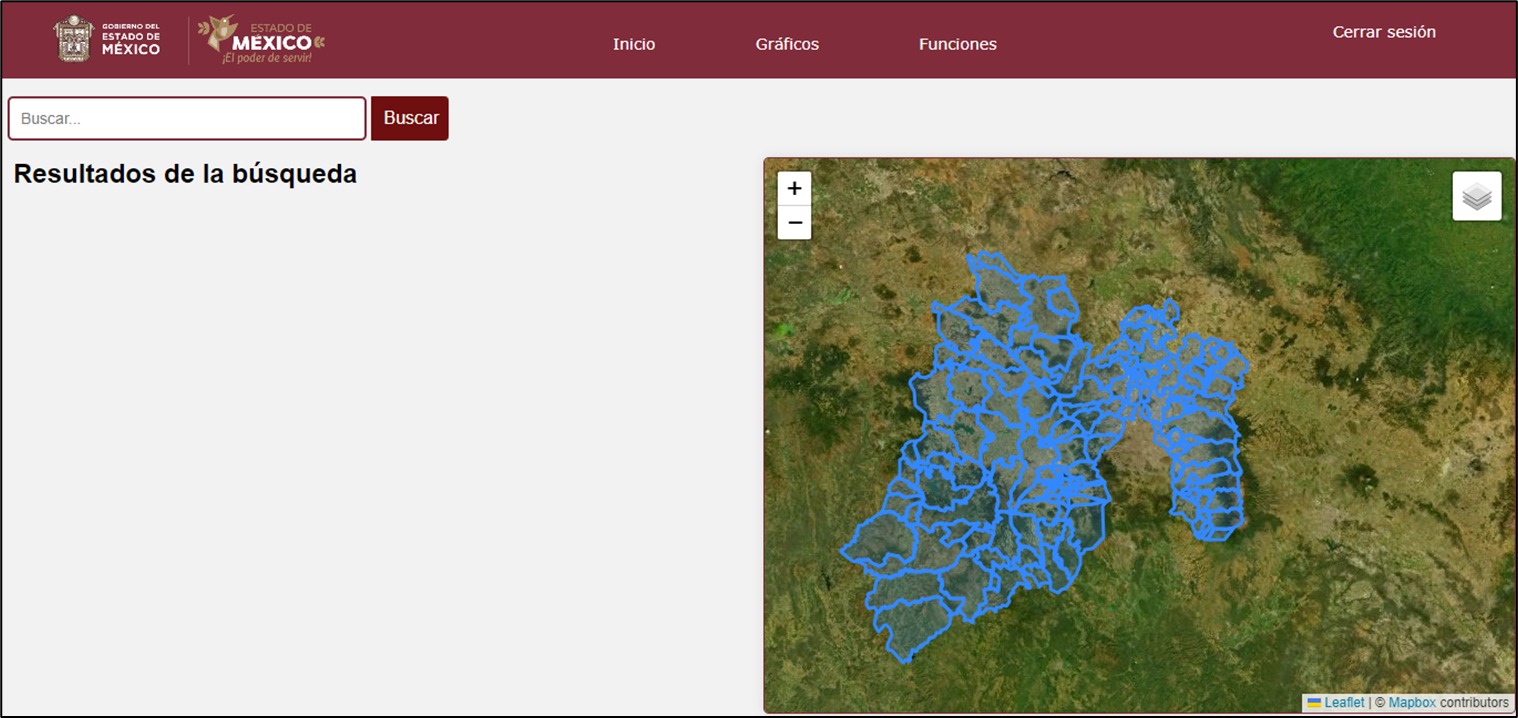 GOBIERNO DEL
ESTADO DE
MÉXICO
ESTADO DE
MÉXICO
¡El poder de servir!
Inicio
Gráficos
Funciones
Cerrar sesión
Buscar...
Buscar
Resultados de la búsqueda
+
−
Leaflet | © Mapbox contributors